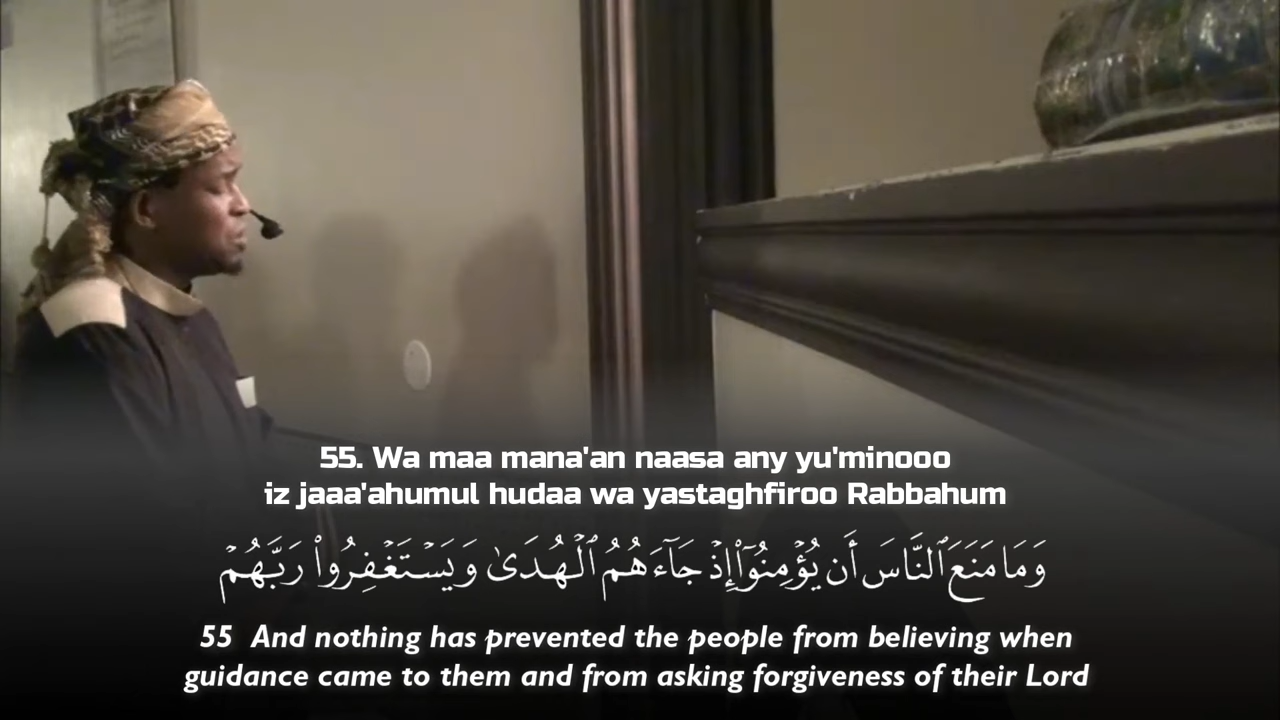 55. Wa maa mana'an naasa any yu'minooo
iz jaaa'ahumul hudaa wa yastaghfiroo Rabbahum
وَمَا مَنَعَ ٱلنَّاسَ أَن يُؤْمِنُوٓا۟ إِذْ جَآءَهُمُ ٱلْهُدَىٰ وَيَسْتَغْفِرُوا۟ رَبَّهُمْ
55 And nothing has prevented the people from believing when
guidance came to them and from asking forgiveness of their Lord